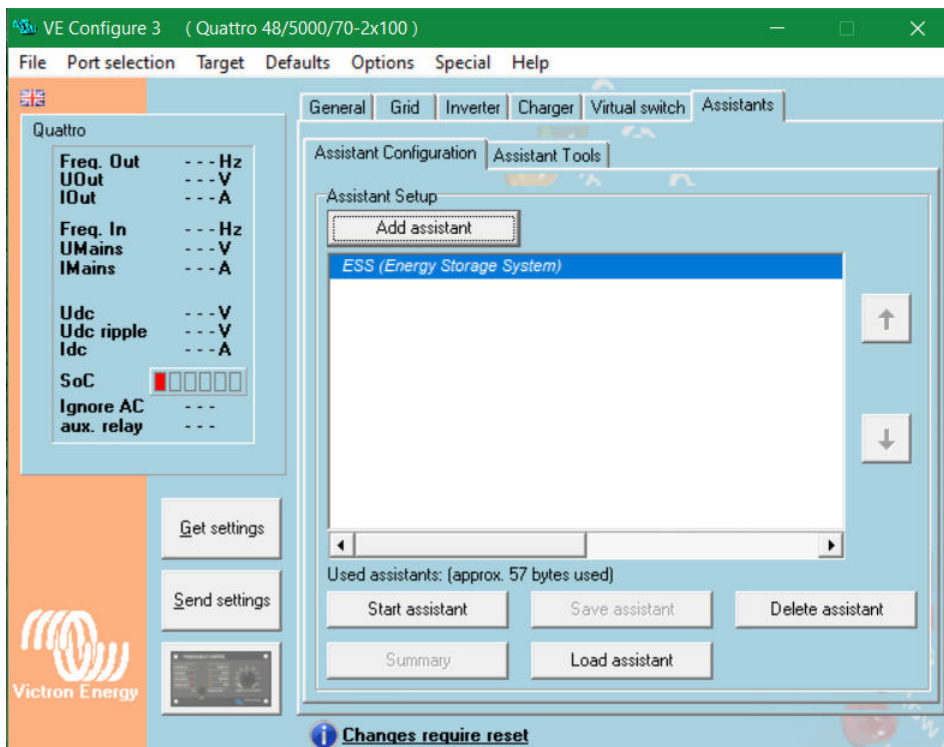 VE Configure 3 ( Quattro 48/5000/70-2x100 )
File Port selection Target Defaults Options Special Help
General Grid Inverter Charger Virtual switch Assistants
Quattro
Freq. Out - - - Hz
UOut - - - V
IOut - - - A
Freq. In - - - Hz
UMains - - - V
IMains - - - A
Udc - - - V
Udc ripple - - - V
Idc - - - A
SoC
Ignore AC - - -
aux. relay - - -
Get settings
Send settings
Victron Energy
Assistant Configuration Assistant Tools
Assistant Setup
Add assistant
ESS (Energy Storage System)
Used assistants: (approx. 57 bytes used)
Start assistant Save assistant Delete assistant
Summary Load assistant
Changes require reset